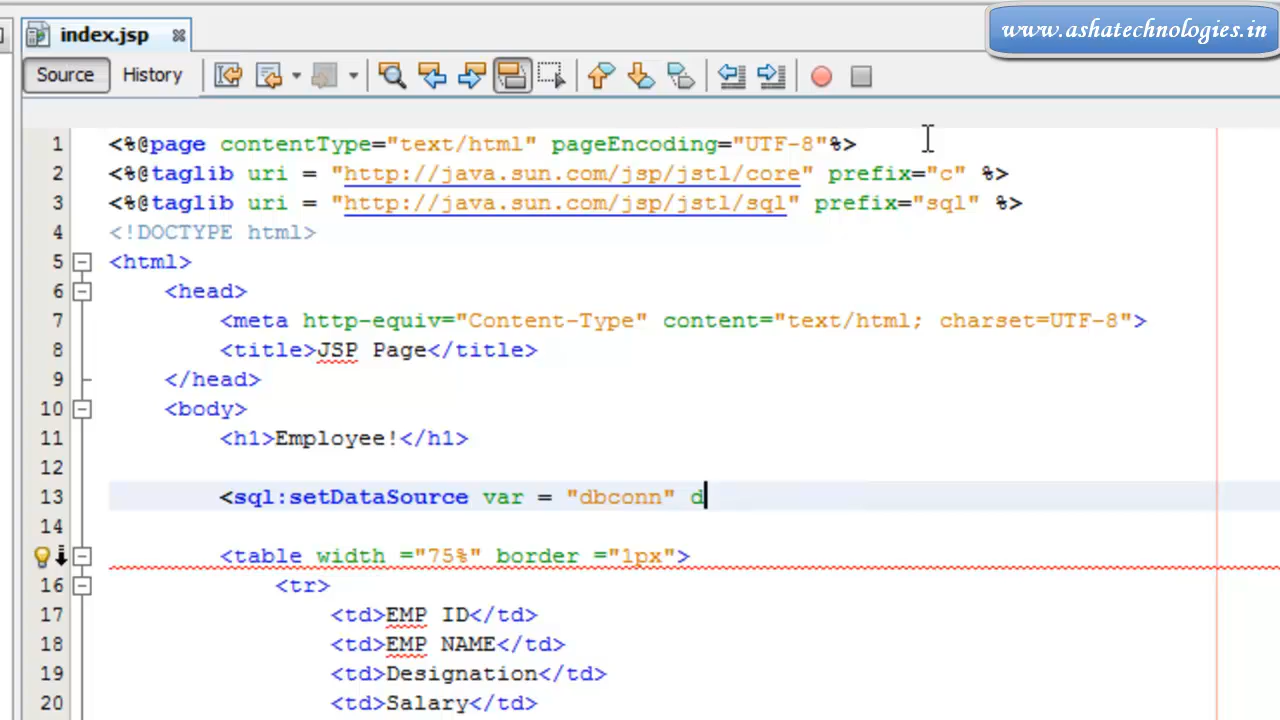 index.jsp
www.ashatechnologies.in
Source History
1 <%@page contentType="text/html" pageEncoding="UTF-8"%>
2 <%@taglib uri = "http://java.sun.com/jsp/jstl/core" prefix="c" %>
3 <%@taglib uri = "http://java.sun.com/jsp/jstl/sql" prefix="sql" %>
4 <!DOCTYPE html>
5 <html>
6 <head>
7 <meta http-equiv="Content-Type" content="text/html; charset=UTF-8">
8 <title>JSP Page</title>
9 </head>
10 <body>
11 <h1>Employee!</h1>
12
13 <sql:setDataSource var = "dbconn" d
14
<table width ="75%" border ="1px">
16 <tr>
17 <td>EMP ID</td>
18 <td>EMP NAME</td>
19 <td>Designation</td>
20 <td>Salary</td>